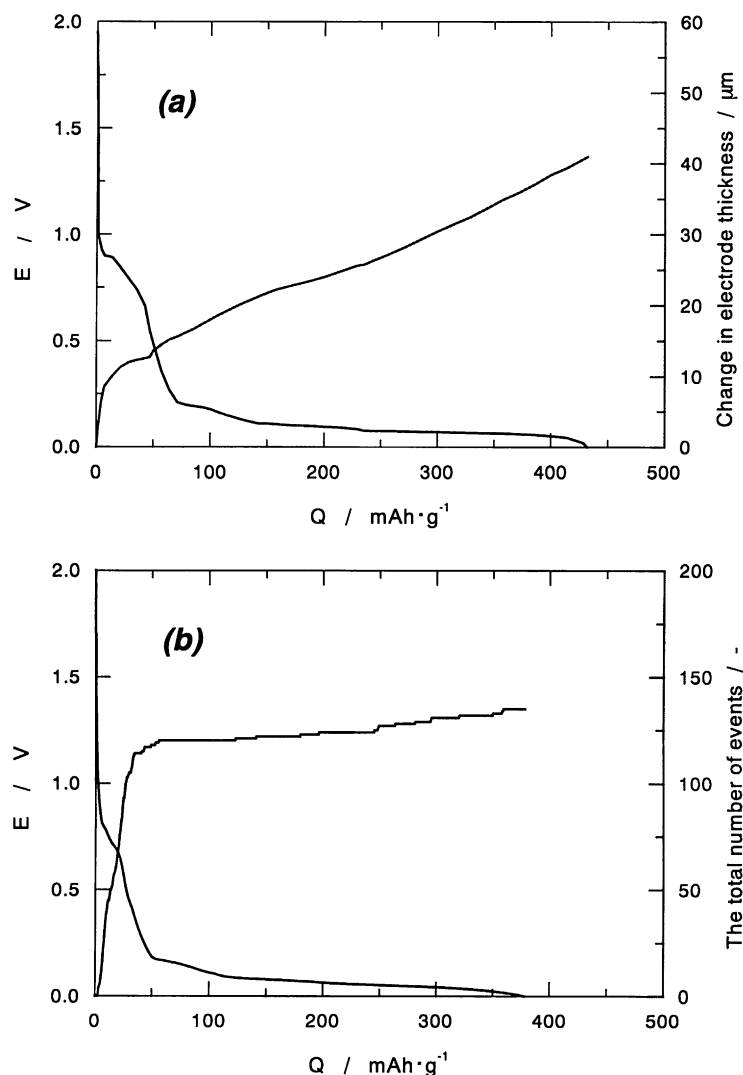 (a)
2.0
1.5
1.0
0.5
0.0
E / V
60
50
40
30
20
10
0
Change in electrode thickness / μm
0 100 200 300 400 500
Q / mAh·g⁻¹
(b)
2.0
1.5
1.0
0.5
0.0
E / V
200
150
100
50
0
The total number of events / -
0 100 200 300 400 500
Q / mAh·g⁻¹